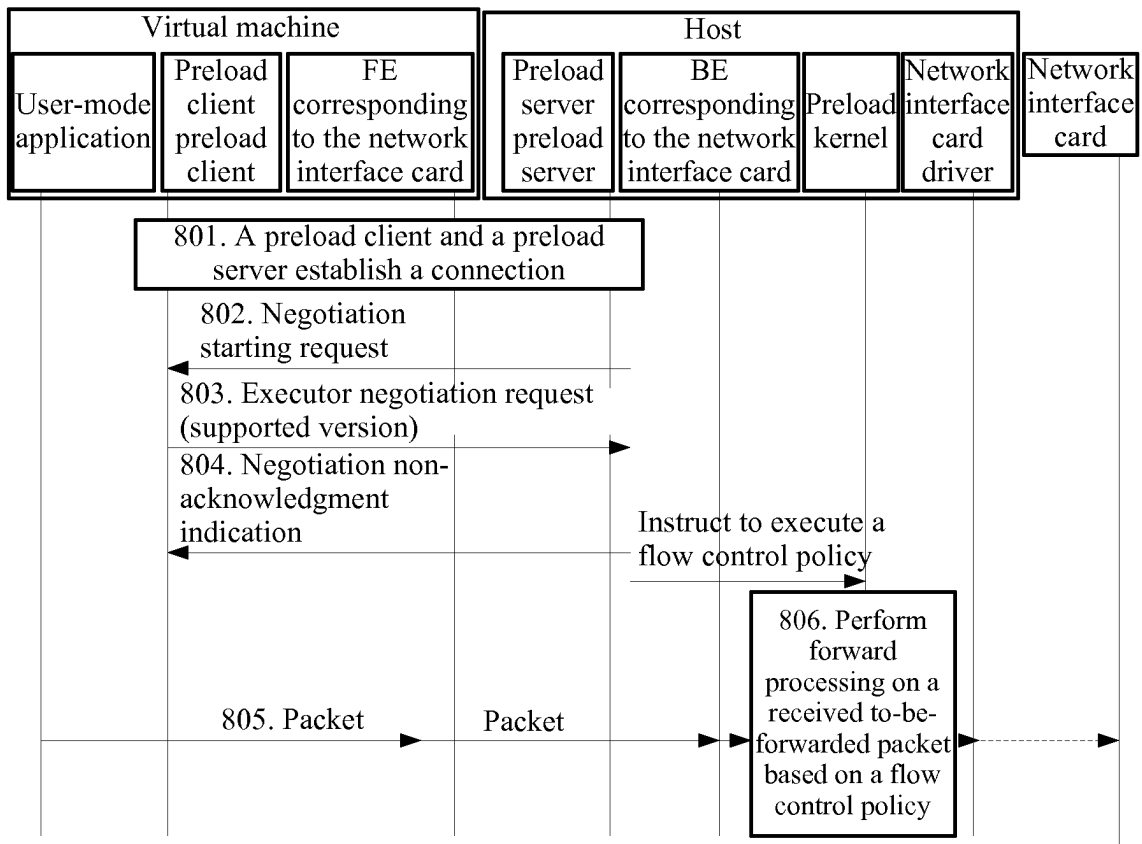 Virtual machine
Host
User-mode
application
Preload
client
preload
client
FE
corresponding
to the network
interface card
Preload
server
preload
server
BE
corresponding
to the network
interface card
Preload
kernel
Network
interface
card
driver
Network
interface
card
801. A preload client and a preload
server establish a connection
802. Negotiation
starting request
803. Executor negotiation request
(supported version)
804. Negotiation non-
acknowledgment
indication
Instruct to execute a
flow control policy
805. Packet
Packet
806. Perform
forward
processing on a
received to-be-
forwarded packet
based on a flow
control policy